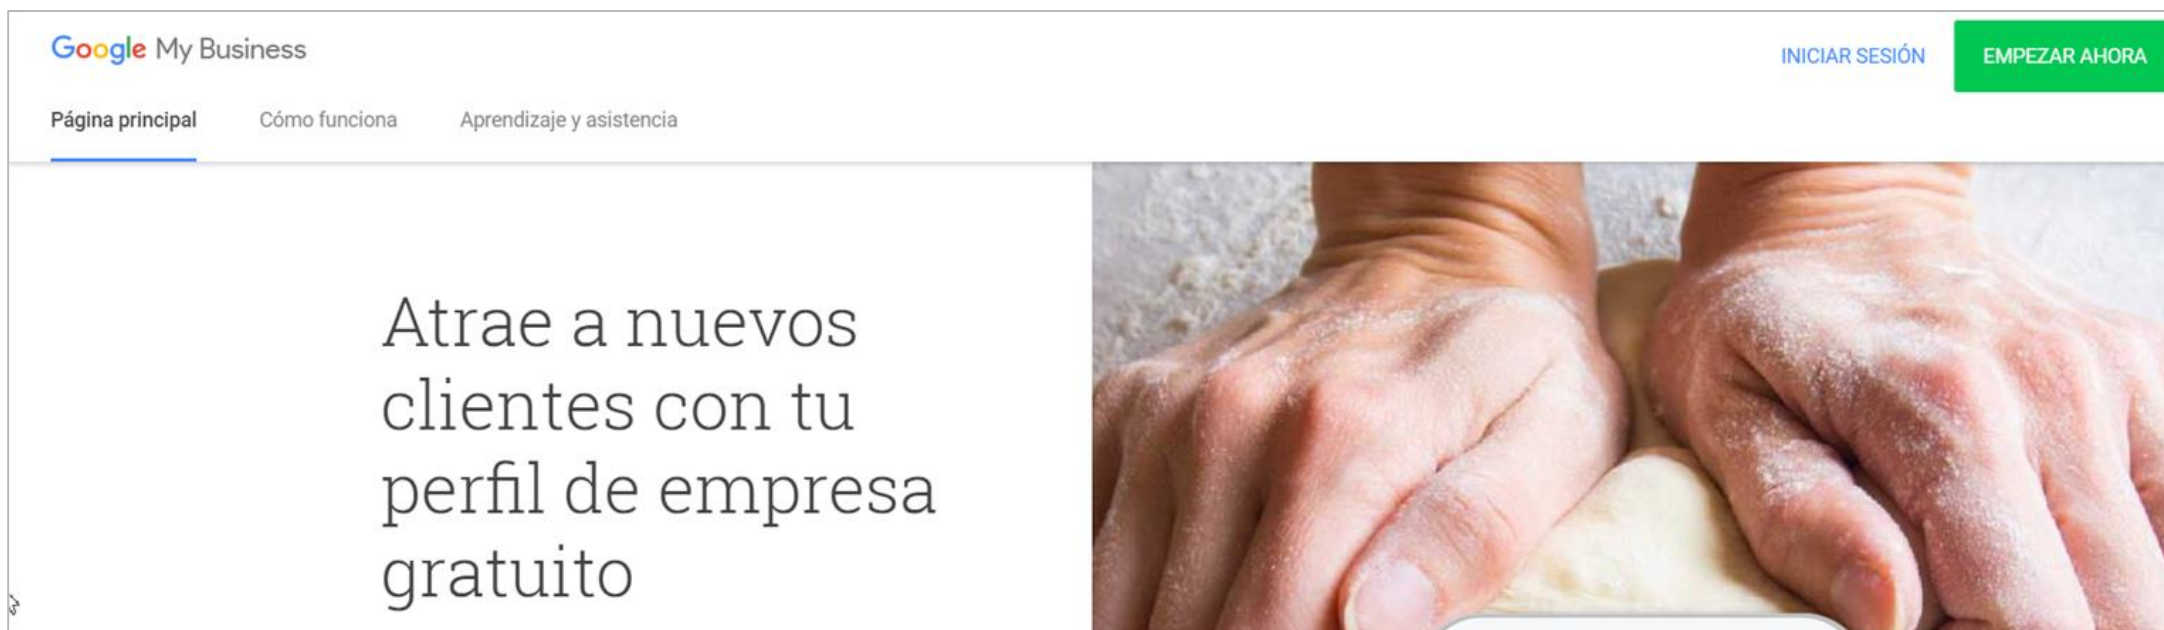 Google My Business
INICIAR SESIÓN
EMPEZAR AHORA
Página principal
Cómo funciona
Aprendizaje y asistencia
Atrae a nuevos
clientes con tu
perfil de empresa
gratuito